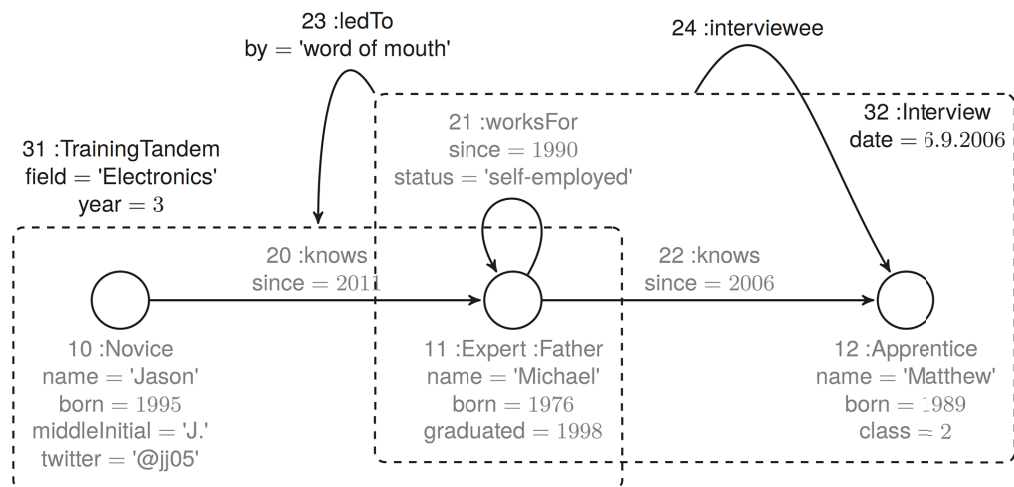 23 :ledTo
by = 'word of mouth'
24 :interviewee
31 :TrainingTandem
field = 'Electronics'
year = 3
21 :worksFor
since = 1990
status = 'self-employed'
32 :Interview
date = 6.9.2006
20 :knows
since = 2011
22 :knows
since = 2006
10 :Novice
name = 'Jason'
born = 1995
middleInitial = 'J.'
twitter = '@jj05'
11 :Expert :Father
name = 'Michael'
born = 1976
graduated = 1998
12 :Apprentice
name = 'Matthew'
born = 1989
class = 2